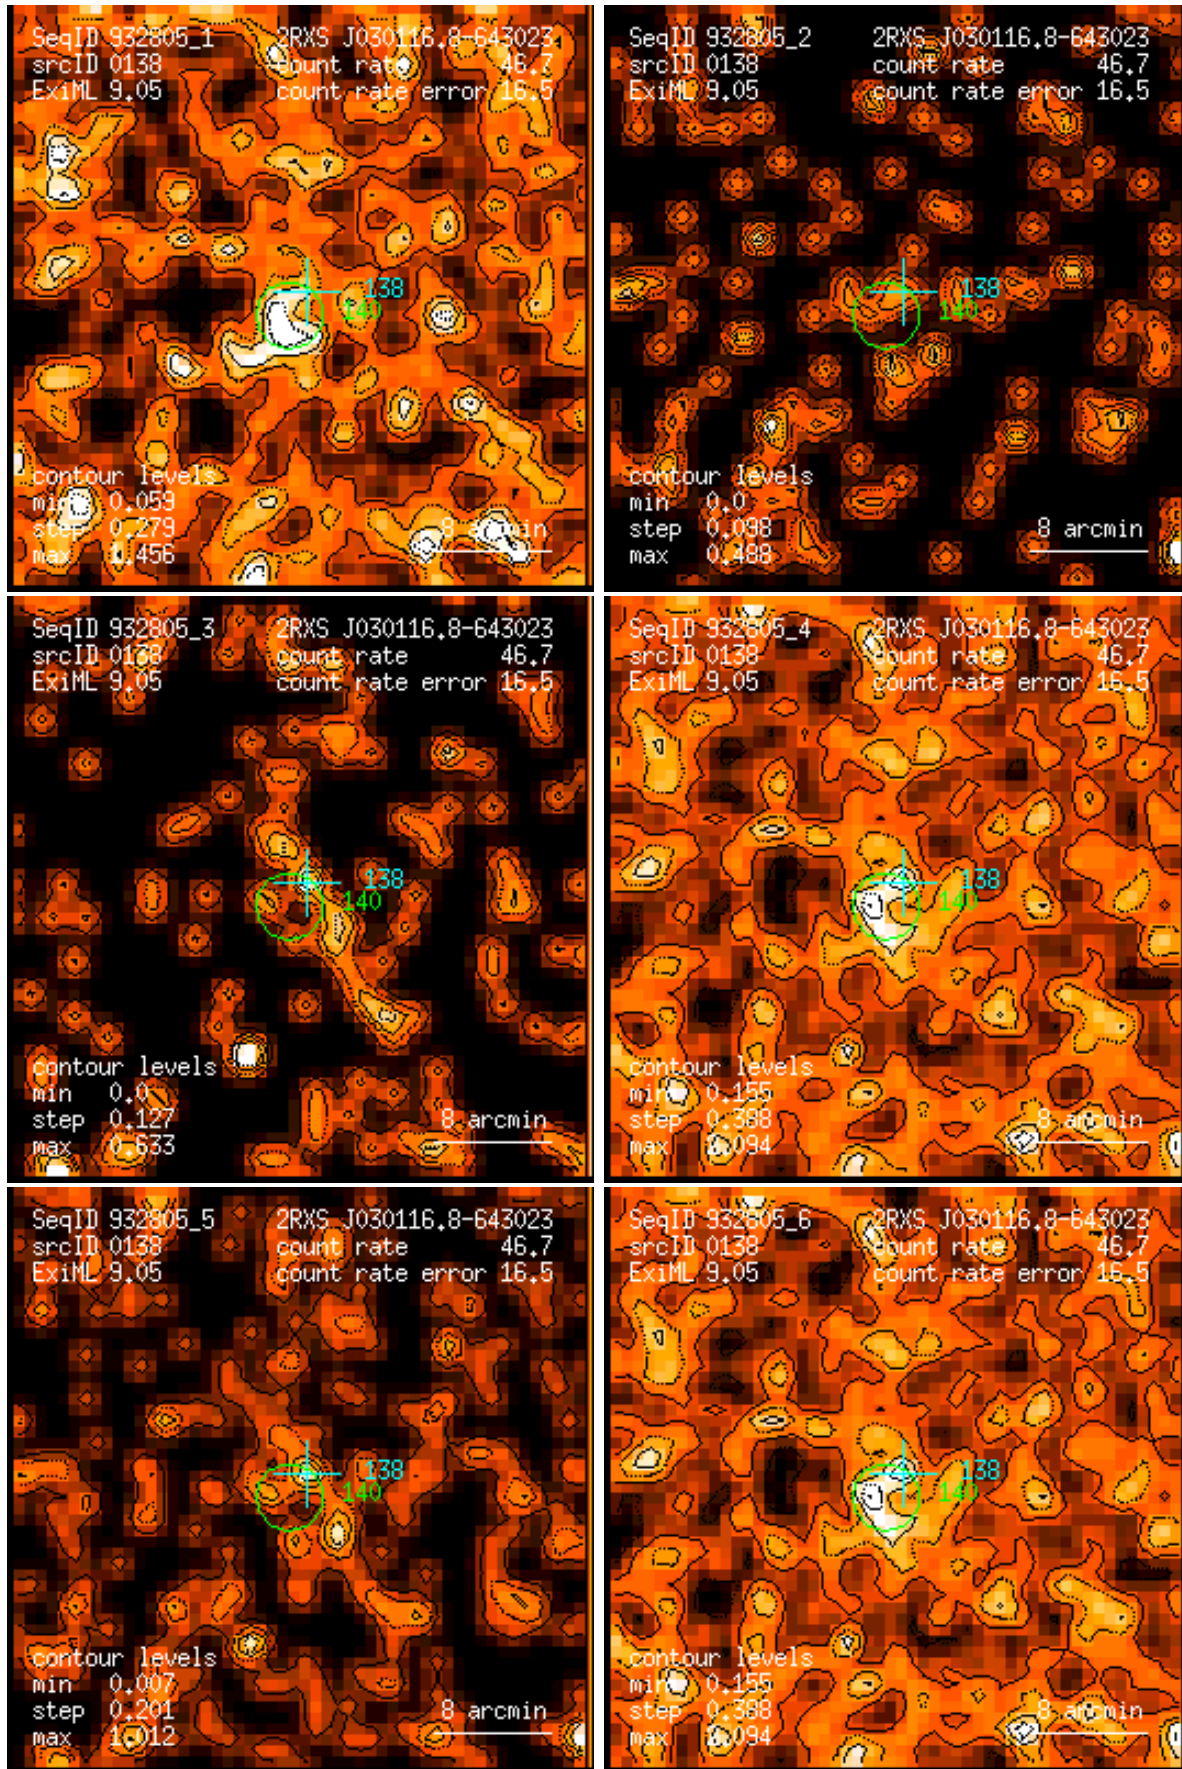 SeqID 932805_1 2RXS J030116.8-643023
srcID 0138 count rate 46.7
ExiML 9.05 count rate error 16.5
138
140
contour levels
min 0.059
step 0.279 8 arcmin
max 1.456
SeqID 932805_2 2RXS J030116.8-643023
srcID 0138 count rate 46.7
ExiML 9.05 count rate error 16.5
138
140
contour levels
min 0.0
step 0.098 8 arcmin
max 0.488
SeqID 932805_3 2RXS J030116.8-643023
srcID 0138 count rate 46.7
ExiML 9.05 count rate error 16.5
138
140
contour levels
min 0.0
step 0.127 8 arcmin
max 0.633
SeqID 932805_4 2RXS J030116.8-643023
srcID 0138 count rate 46.7
ExiML 9.05 count rate error 16.5
138
140
contour levels
min 0.155
step 0.388 8 arcmin
max 2.094
SeqID 932805_5 2RXS J030116.8-643023
srcID 0138 count rate 46.7
ExiML 9.05 count rate error 16.5
138
140
contour levels
min 0.007
step 0.201 8 arcmin
max 1.012
SeqID 932805_6 2RXS J030116.8-643023
srcID 0138 count rate 46.7
ExiML 9.05 count rate error 16.5
138
140
contour levels
min 0.155
step 0.388 8 arcmin
max 2.094